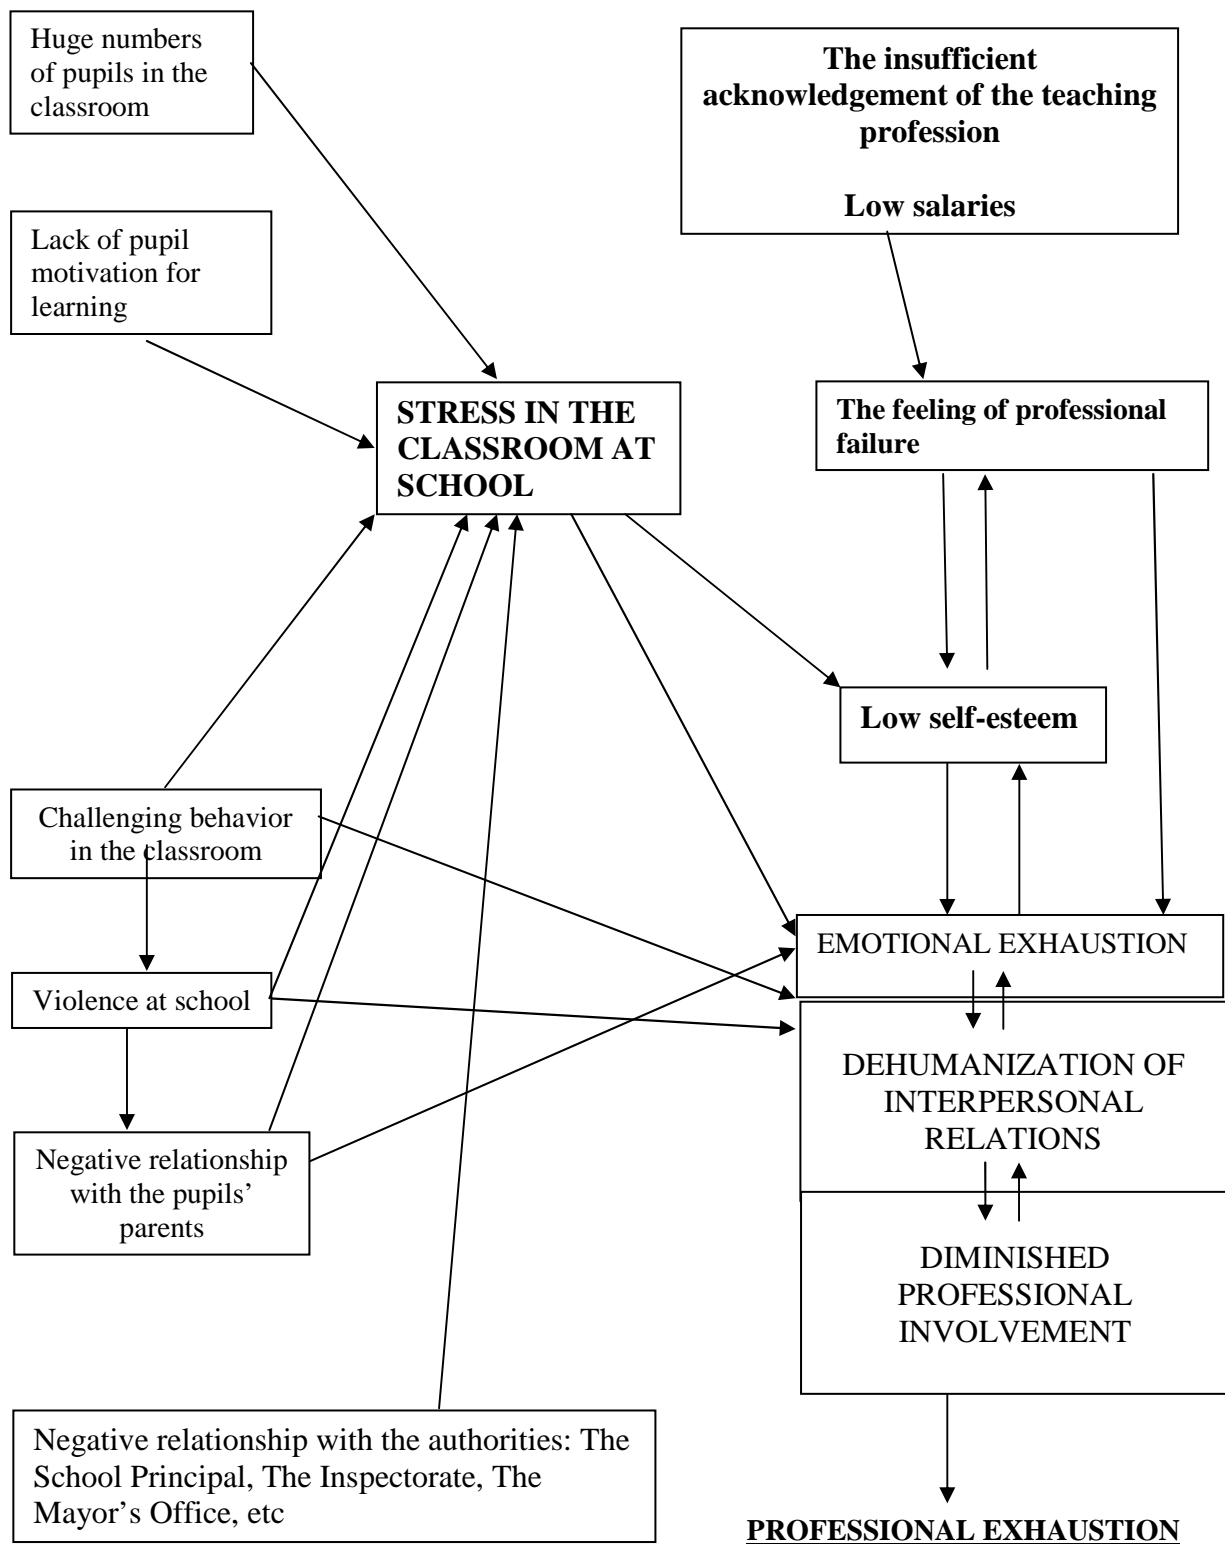 Huge numbers
of pupils in the
classroom
The insufficient
acknowledgement of the teaching
profession
Low salaries
Lack of pupil
motivation for
learning
STRESS IN THE
CLASSROOM AT
SCHOOL
The feeling of professional
failure
Low self-esteem
Challenging behavior
in the classroom
EMOTIONAL EXHAUSTION
Violence at school
DEHUMANIZATION OF
INTERPERSONAL
RELATIONS
Negative relationship
with the pupils’
parents
DIMINISHED
PROFESSIONAL
INVOLVEMENT
Negative relationship with the authorities: The
School Principal, The Inspectorate, The
Mayor’s Office, etc
PROFESSIONAL EXHAUSTION